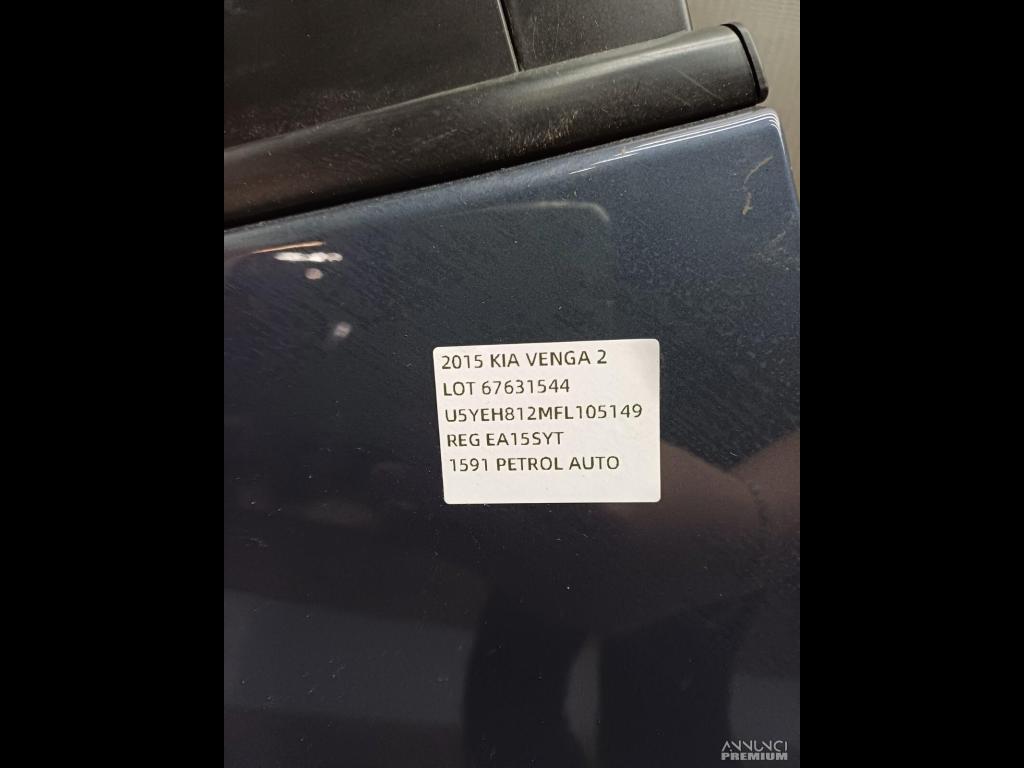 2015 KIA VENGA 2
LOT 67631544
U5YEH812MFL105149
REG EA15SYT
1591 PETROL AUTO
ANNUNCI
PREMIUM